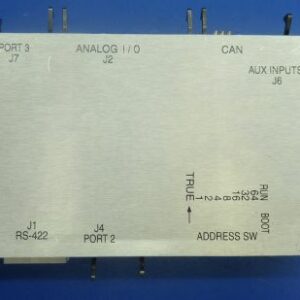 PORT 3
J7
ANALOG I / O
J2
CAN
AUX INPUTS
J6
TRUE
1
2
4
8
16
32
64
RUN
BOOT
ADDRESS SW
J1
RS-422
J4
PORT 2